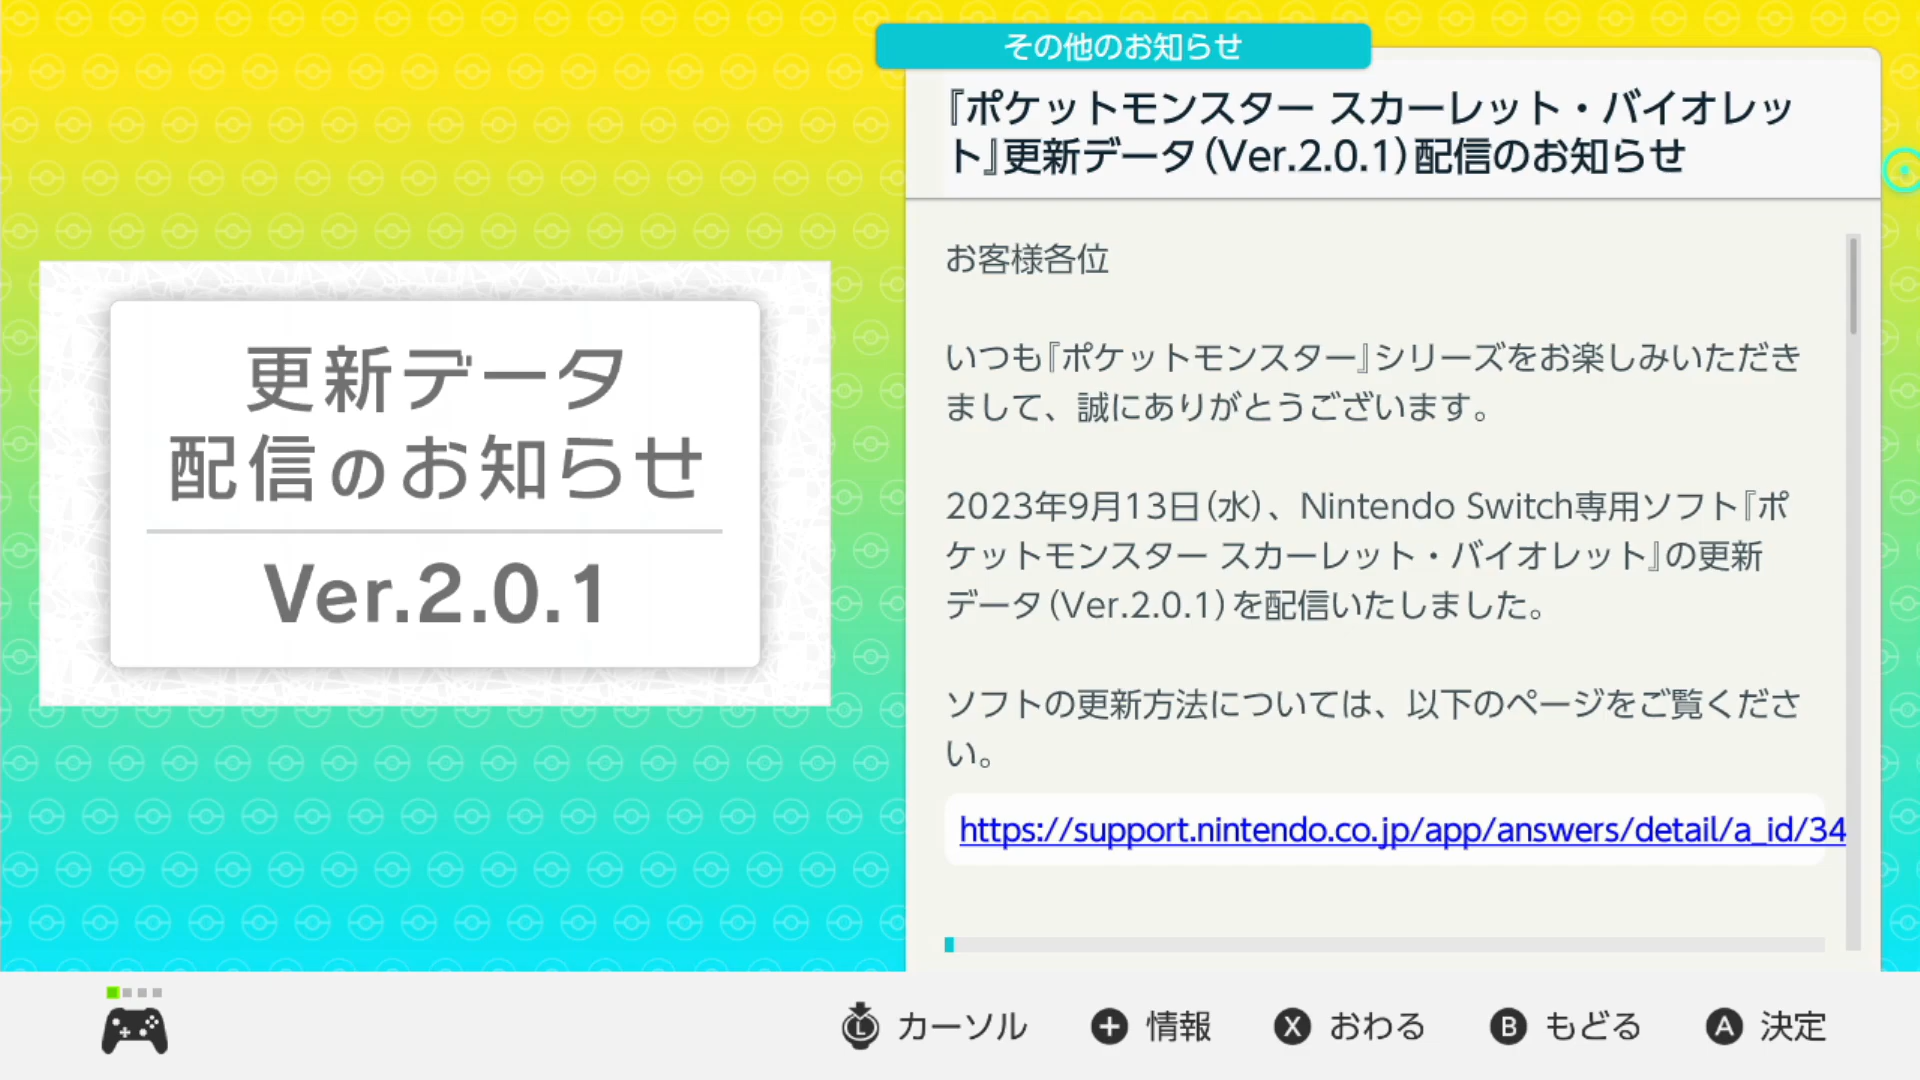 更新データ
配信のお知らせ
Ver.2.0.1
その他のお知らせ
『ポケットモンスター スカーレット・バイオレッ
ト』更新データ(Ver.2.0.1)配信のお知らせ
お客様各位
いつも『ポケットモンスター』シリーズをお楽しみいただき
まして、誠にありがとうございます。
2023年9月13日(水)、Nintendo Switch専用ソフト『ポ
ケットモンスター スカーレット・バイオレット』の更新
データ(Ver.2.0.1)を配信いたしました。
ソフトの更新方法については、以下のページをご覧くださ
い。
https://support.nintendo.co.jp/app/answers/detail/a_id/34
L カーソル + 情報 X おわる B もどる A 決定